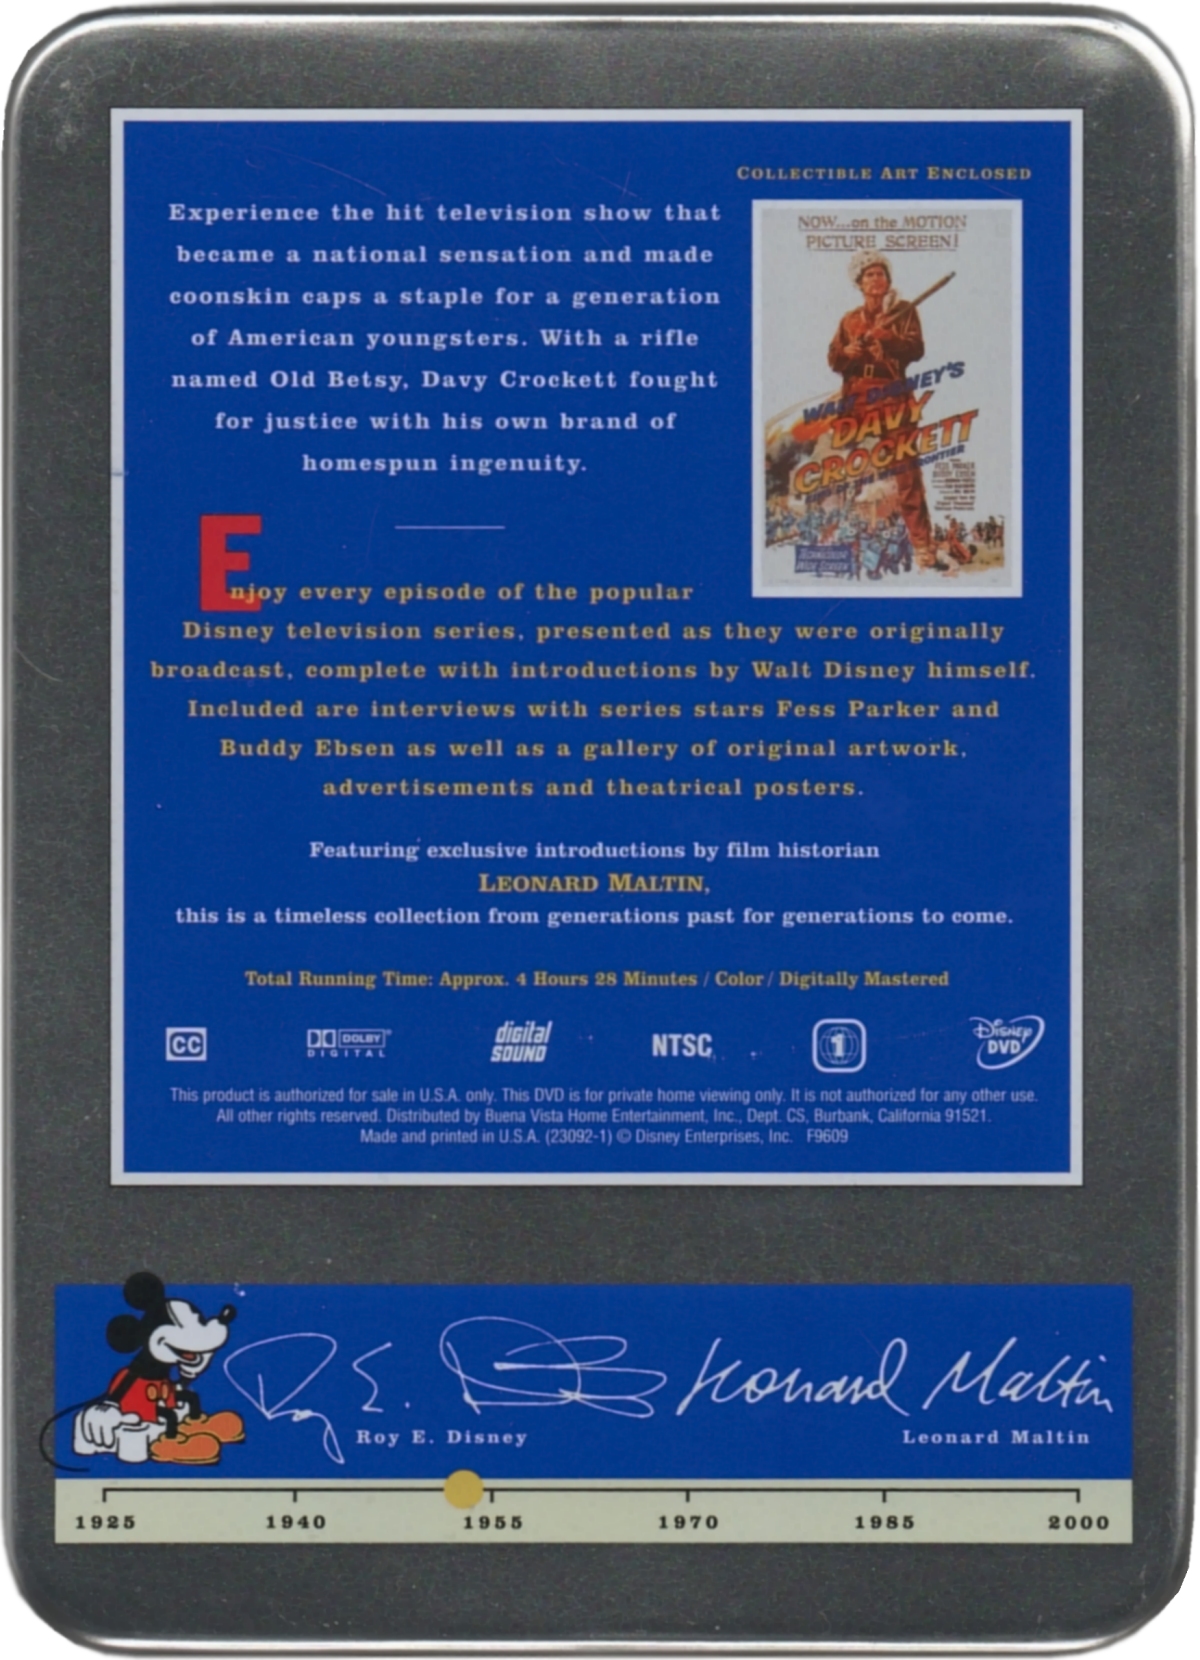 COLLECTIBLE ART ENCLOSED
Experience the hit television show that
became a national sensation and made
coonskin caps a staple for a generation
of American youngsters. With a rifle
named Old Betsy, Davy Crockett fought
for justice with his own brand of
homespun ingenuity.
NOW...on the MOTION
PICTURE SCREEN!
WALT DISNEY'S
DAVY
CROCKETT
FESS PARKER
BUDDY EBSEN
TECHNICOLOR
WIDE SCREEN
Enjoy every episode of the popular
Disney television series, presented as they were originally
broadcast, complete with introductions by Walt Disney himself.
Included are interviews with series stars Fess Parker and
Buddy Ebsen as well as a gallery of original artwork,
advertisements and theatrical posters.
Featuring exclusive introductions by film historian
LEONARD MALTIN,
this is a timeless collection from generations past for generations to come.
Total Running Time: Approx. 4 Hours 28 Minutes / Color / Digitally Mastered
CC DOLBY DIGITAL digital SOUND NTSC 1 DISNEY DVD
This product is authorized for sale in U.S.A. only. This DVD is for private home viewing only. It is not authorized for any other use.
All other rights reserved. Distributed by Buena Vista Home Entertainment, Inc., Dept. CS, Burbank, California 91521.
Made and printed in U.S.A. (23092-1) © Disney Enterprises, Inc. F9609
Roy E. Disney Leonard Maltin
Roy E. Disney Leonard Maltin
1925 1940 1955 1970 1985 2000